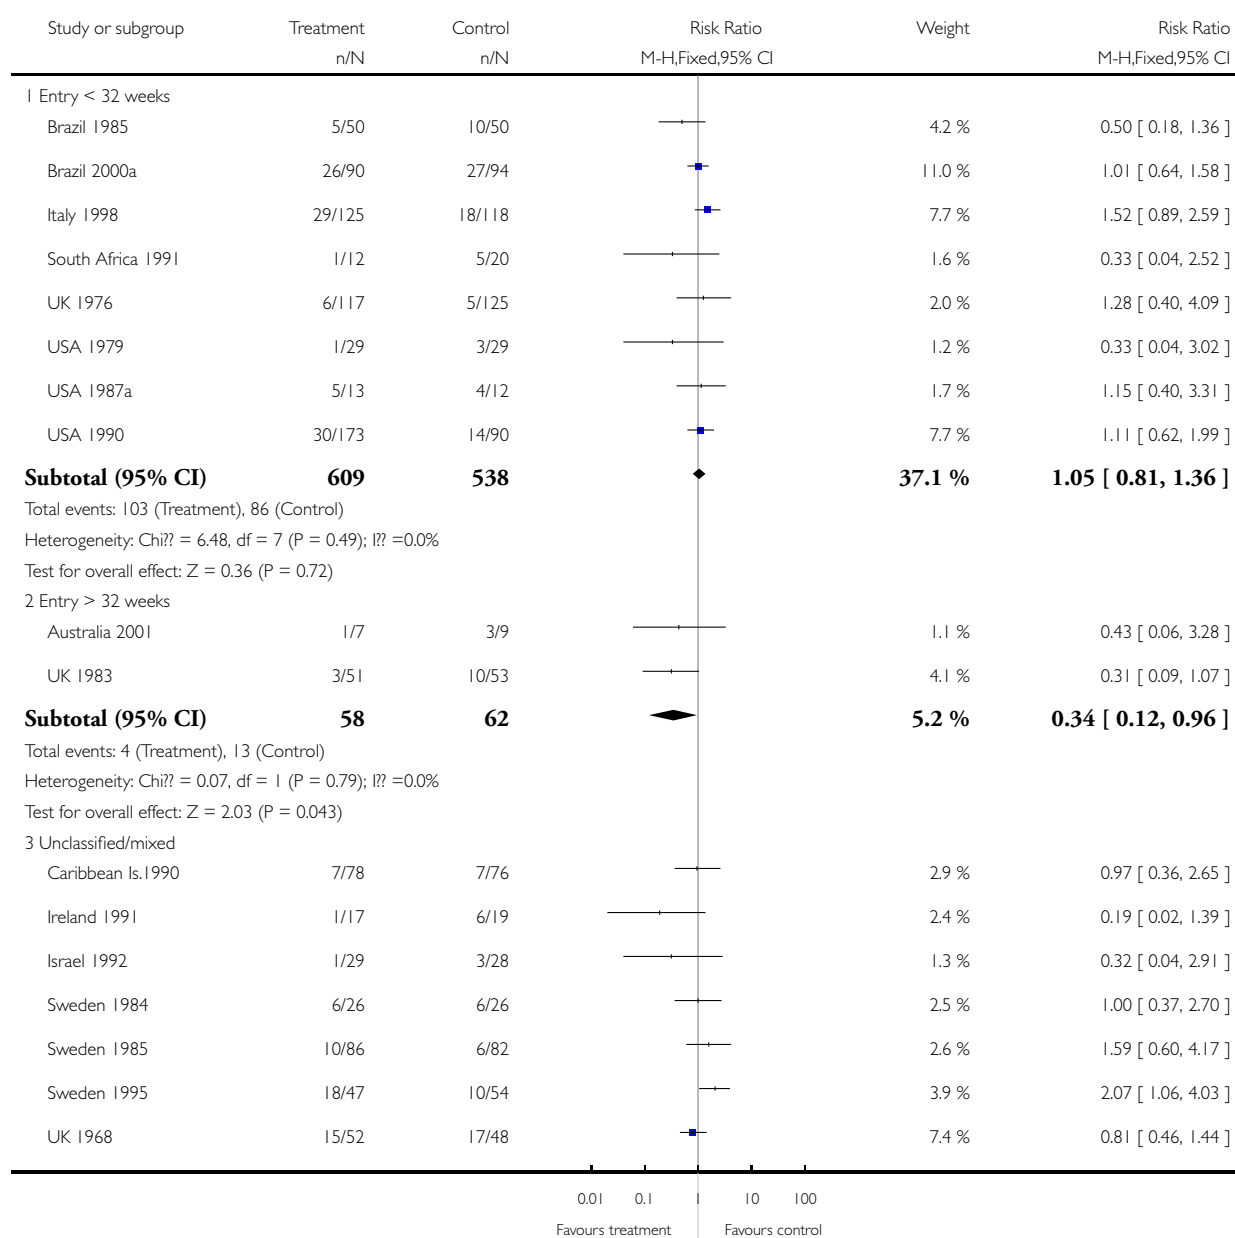 Study or subgroup Treatment Control Risk Ratio Weight Risk Ratio
n/N n/N M-H,Fixed,95% CI M-H,Fixed,95% CI
1 Entry < 32 weeks
Brazil 1985 5/50 10/50 4.2 % 0.50 [ 0.18, 1.36 ]
Brazil 2000a 26/90 27/94 11.0 % 1.01 [ 0.64, 1.58 ]
Italy 1998 29/125 18/118 7.7 % 1.52 [ 0.89, 2.59 ]
South Africa 1991 1/12 5/20 1.6 % 0.33 [ 0.04, 2.52 ]
UK 1976 6/117 5/125 2.0 % 1.28 [ 0.40, 4.09 ]
USA 1979 1/29 3/29 1.2 % 0.33 [ 0.04, 3.02 ]
USA 1987a 5/13 4/12 1.7 % 1.15 [ 0.40, 3.31 ]
USA 1990 30/173 14/90 7.7 % 1.11 [ 0.62, 1.99 ]
Subtotal (95% CI) 609 538 37.1 % 1.05 [ 0.81, 1.36 ]
Total events: 103 (Treatment), 86 (Control)
Heterogeneity: Chi?? = 6.48, df = 7 (P = 0.49); I?? =0.0%
Test for overall effect: Z = 0.36 (P = 0.72)
2 Entry > 32 weeks
Australia 2001 1/7 3/9 1.1 % 0.43 [ 0.06, 3.28 ]
UK 1983 3/51 10/53 4.1 % 0.31 [ 0.09, 1.07 ]
Subtotal (95% CI) 58 62 5.2 % 0.34 [ 0.12, 0.96 ]
Total events: 4 (Treatment), 13 (Control)
Heterogeneity: Chi?? = 0.07, df = 1 (P = 0.79); I?? =0.0%
Test for overall effect: Z = 2.03 (P = 0.043)
3 Unclassified/mixed
Caribbean Is.1990 7/78 7/76 2.9 % 0.97 [ 0.36, 2.65 ]
Ireland 1991 1/17 6/19 2.4 % 0.19 [ 0.02, 1.39 ]
Israel 1992 1/29 3/28 1.3 % 0.32 [ 0.04, 2.91 ]
Sweden 1984 6/26 6/26 2.5 % 1.00 [ 0.37, 2.70 ]
Sweden 1985 10/86 6/82 2.6 % 1.59 [ 0.60, 4.17 ]
Sweden 1995 18/47 10/54 3.9 % 2.07 [ 1.06, 4.03 ]
UK 1968 15/52 17/48 7.4 % 0.81 [ 0.46, 1.44 ]
0.01 0.1 1 10 100
Favours treatment Favours control